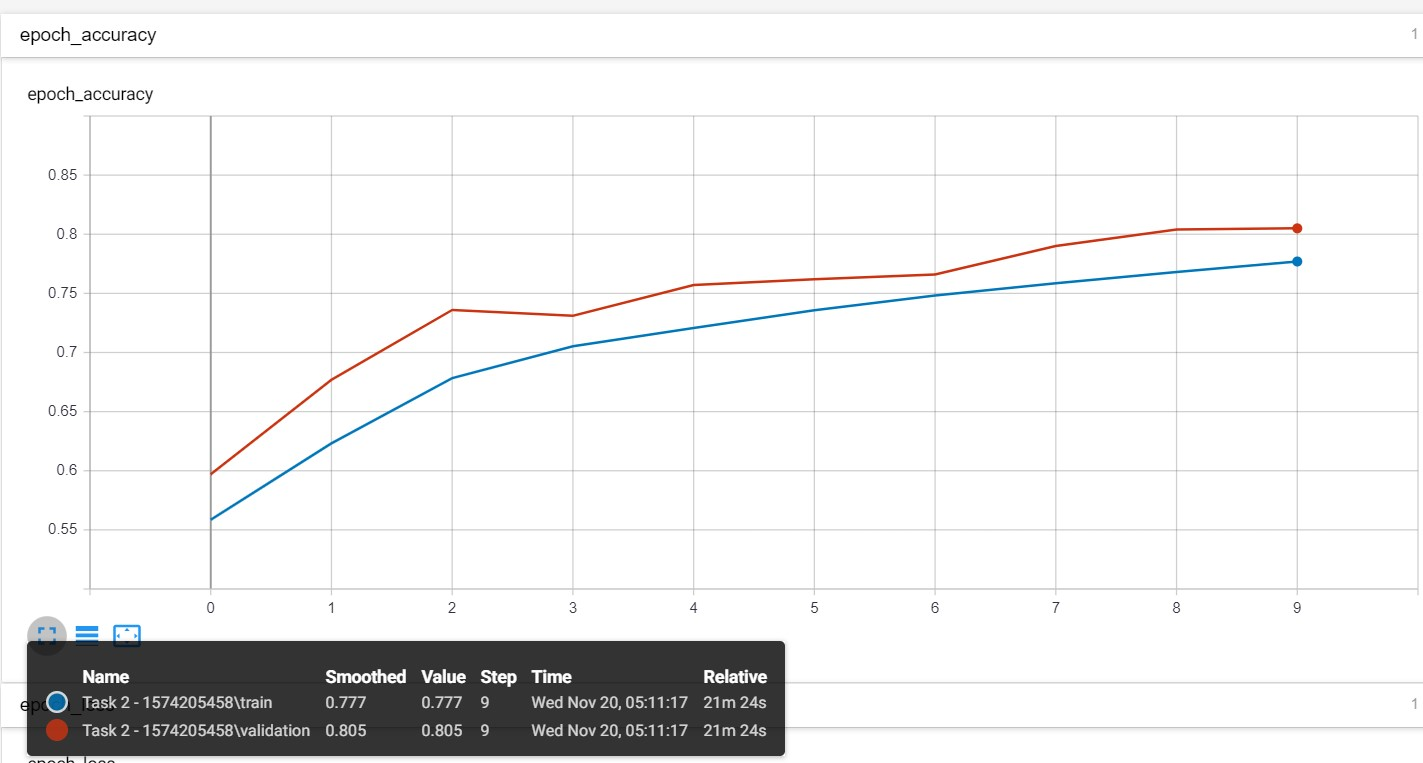 epoch_accuracy 1
epoch_accuracy
0.85
0.8
0.75
0.7
0.65
0.6
0.55
0 1 2 3 4 5 6 7 8 9
Name Smoothed Value Step Time Relative
Task 2 - 1574205458\train 0.777 0.777 9 Wed Nov 20, 05:11:17 21m 24s
epoch_loss 1
Task 2 - 1574205458\validation 0.805 0.805 9 Wed Nov 20, 05:11:17 21m 24s
epoch_loss